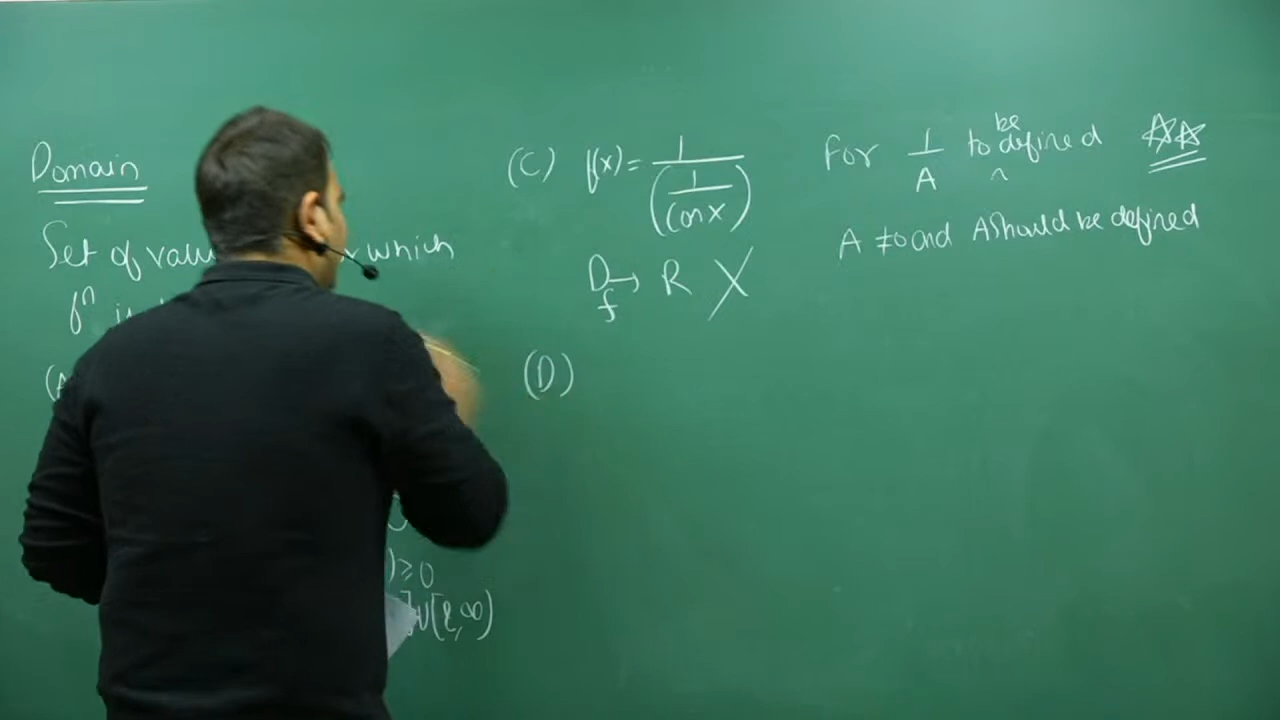 Domain
Set of valu which
fⁿ i
(A
) ≥ 0
] U [2, ∞)
(C) f(x) = 1/(1/(cos x))
D_f → R X
(D)
For 1/A to be defined ☆☆
A ≠ 0 and A should be defined